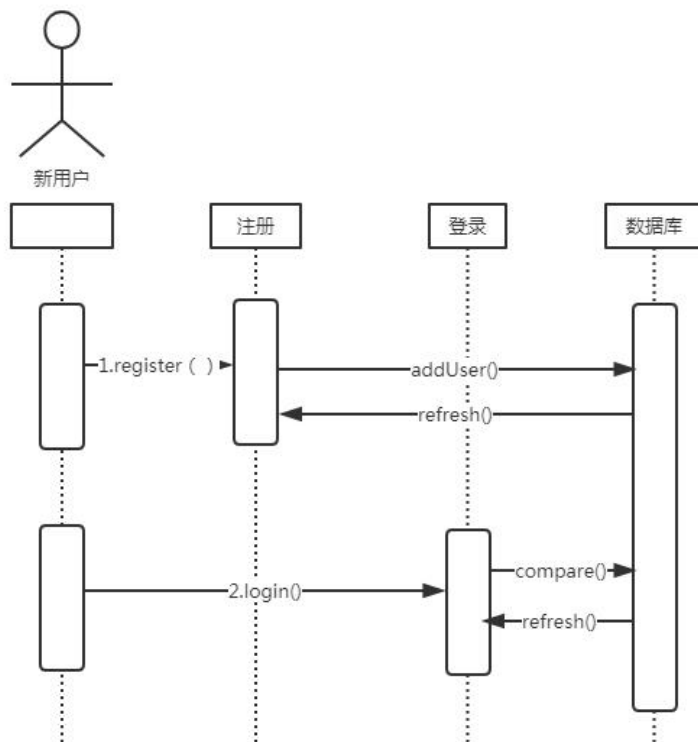 新用户
注册
登录
数据库
1.register（ ）
addUser()
refresh()
compare()
2.login()
refresh()